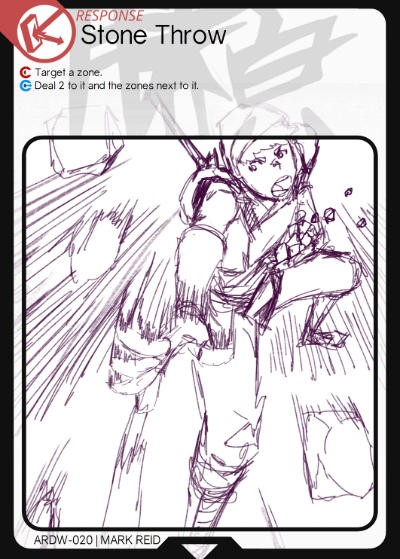 RESPONSE
Stone Throw
C Target a zone.
C Deal 2 to it and the zones next to it.
ARDW-020 | MARK REID